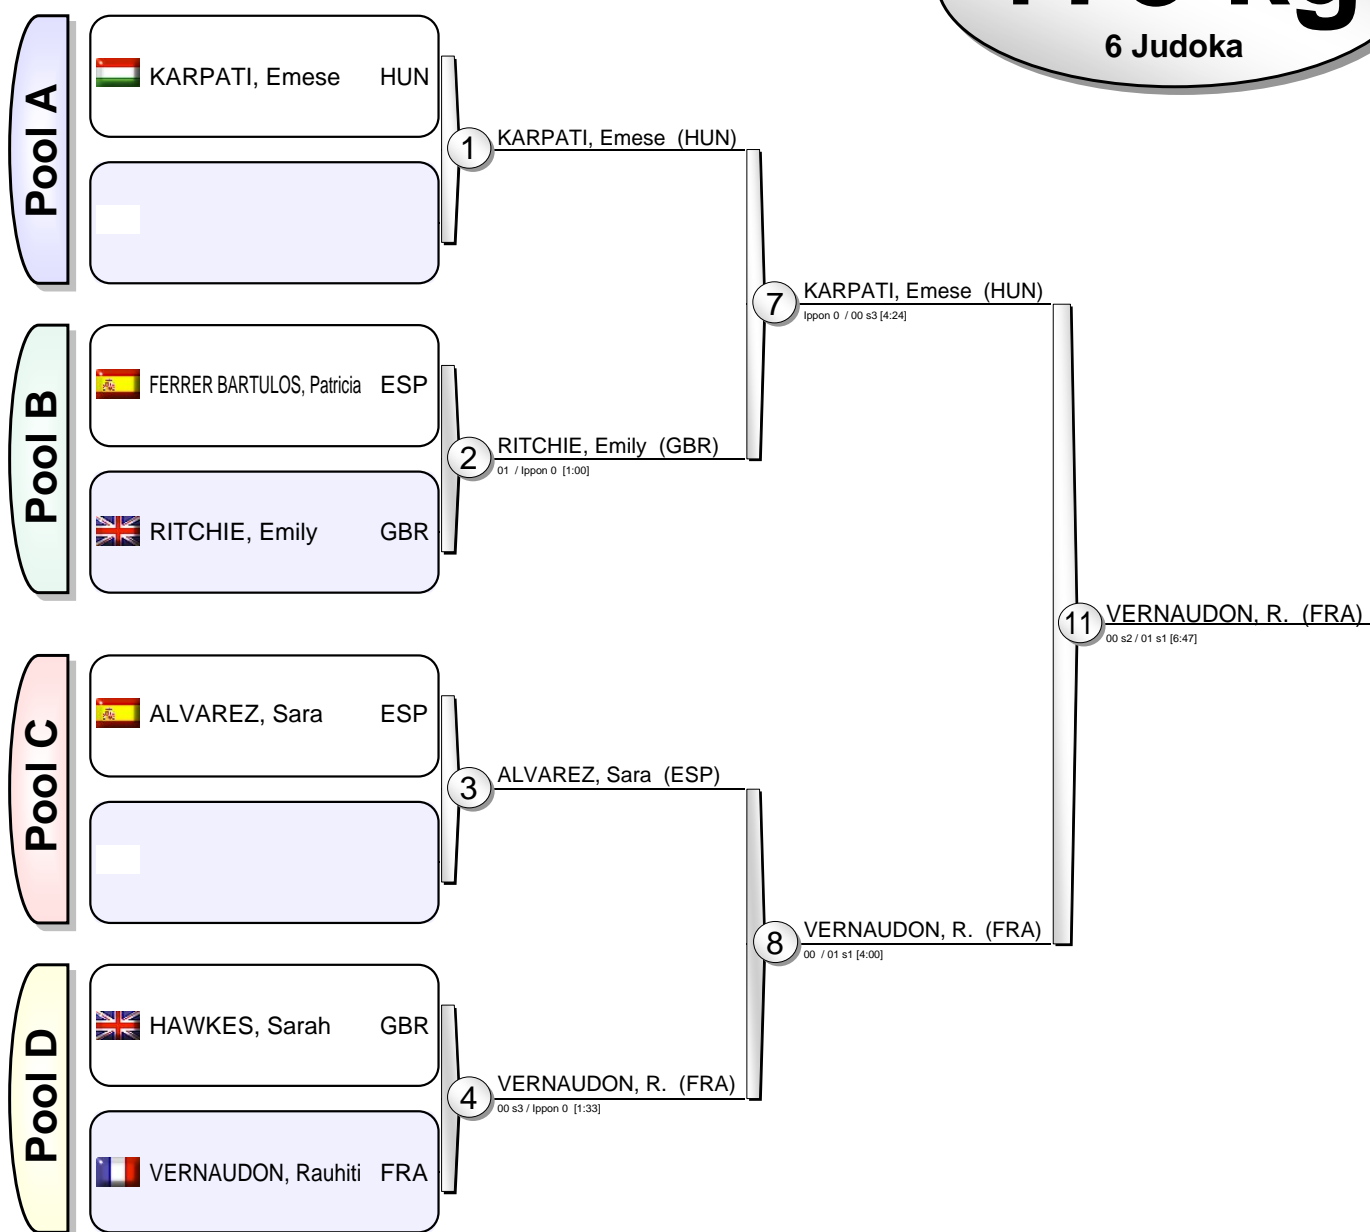 6 Judoka
Pool A
KARPATI, Emese HUN
1
KARPATI, Emese (HUN)
7
KARPATI, Emese (HUN)
Ippon 0 / 00 s3 [4:24]
Pool B
FERRER BARTULOS, Patricia ESP
2
RITCHIE, Emily (GBR)
01 / Ippon 0 [1:00]
RITCHIE, Emily GBR
11
VERNAUDON, R. (FRA)
00 s2 / 01 s1 [6:47]
Pool C
ALVAREZ, Sara ESP
3
ALVAREZ, Sara (ESP)
8
VERNAUDON, R. (FRA)
00 / 01 s1 [4:00]
Pool D
HAWKES, Sarah GBR
4
VERNAUDON, R. (FRA)
00 s3 / Ippon 0 [1:33]
VERNAUDON, Rauhiti FRA